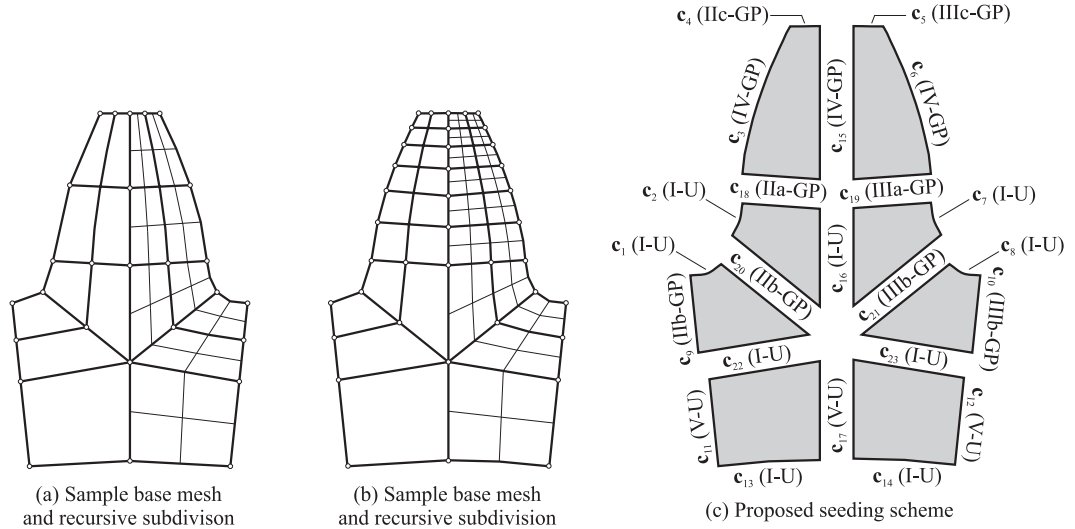 (a) Sample base mesh
and recursive subdivison
(b) Sample base mesh
and recursive subdivison
c4 (IIc-GP)
c5 (IIIc-GP)
c3 (IV-GP)
c15 (IV-GP)
c6 (IV-GP)
c2 (I-U)
c18 (IIa-GP)
c19 (IIIa-GP)
c7 (I-U)
c1 (I-U)
c20 (IIb-GP)
c16 (I-U)
c21 (IIIb-GP)
c8 (I-U)
c9 (IIb-GP)
c10 (IIIb-GP)
c22 (I-U)
c23 (I-U)
c11 (V-U)
c17 (V-U)
c12 (V-U)
c13 (I-U)
c14 (I-U)
(c) Proposed seeding scheme